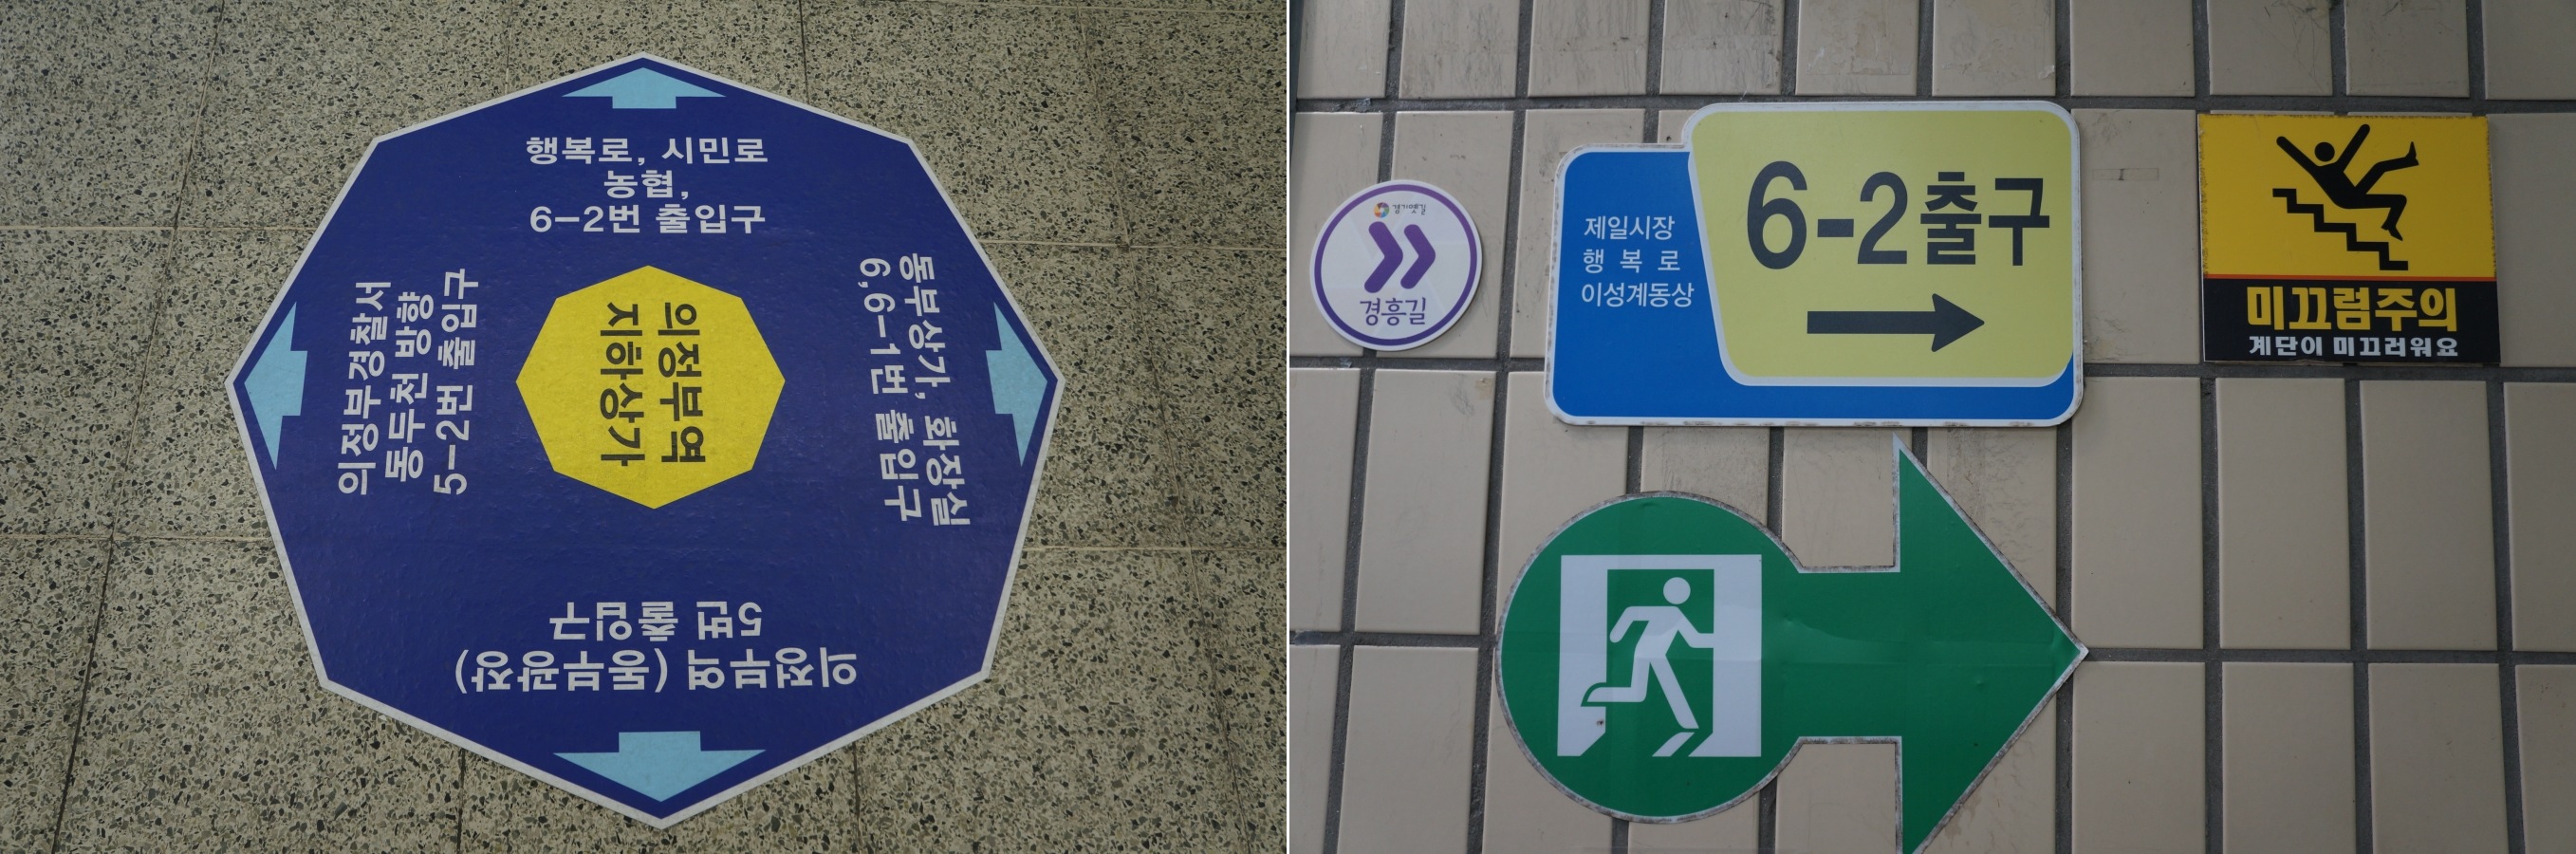 행복로, 시민로
농협,
6-2번 출입구
의정부경찰서
동두천 방향
5-2번 출입구
의정부역
지하상가
동부상가, 화장실
6,6-1번 출입구
의정부역 (동부광장)
5번 출입구
경기옛길
경흥길
제일시장
행 복 로
이성계동상
6-2출구
미끄럼주의
계단이 미끄러워요